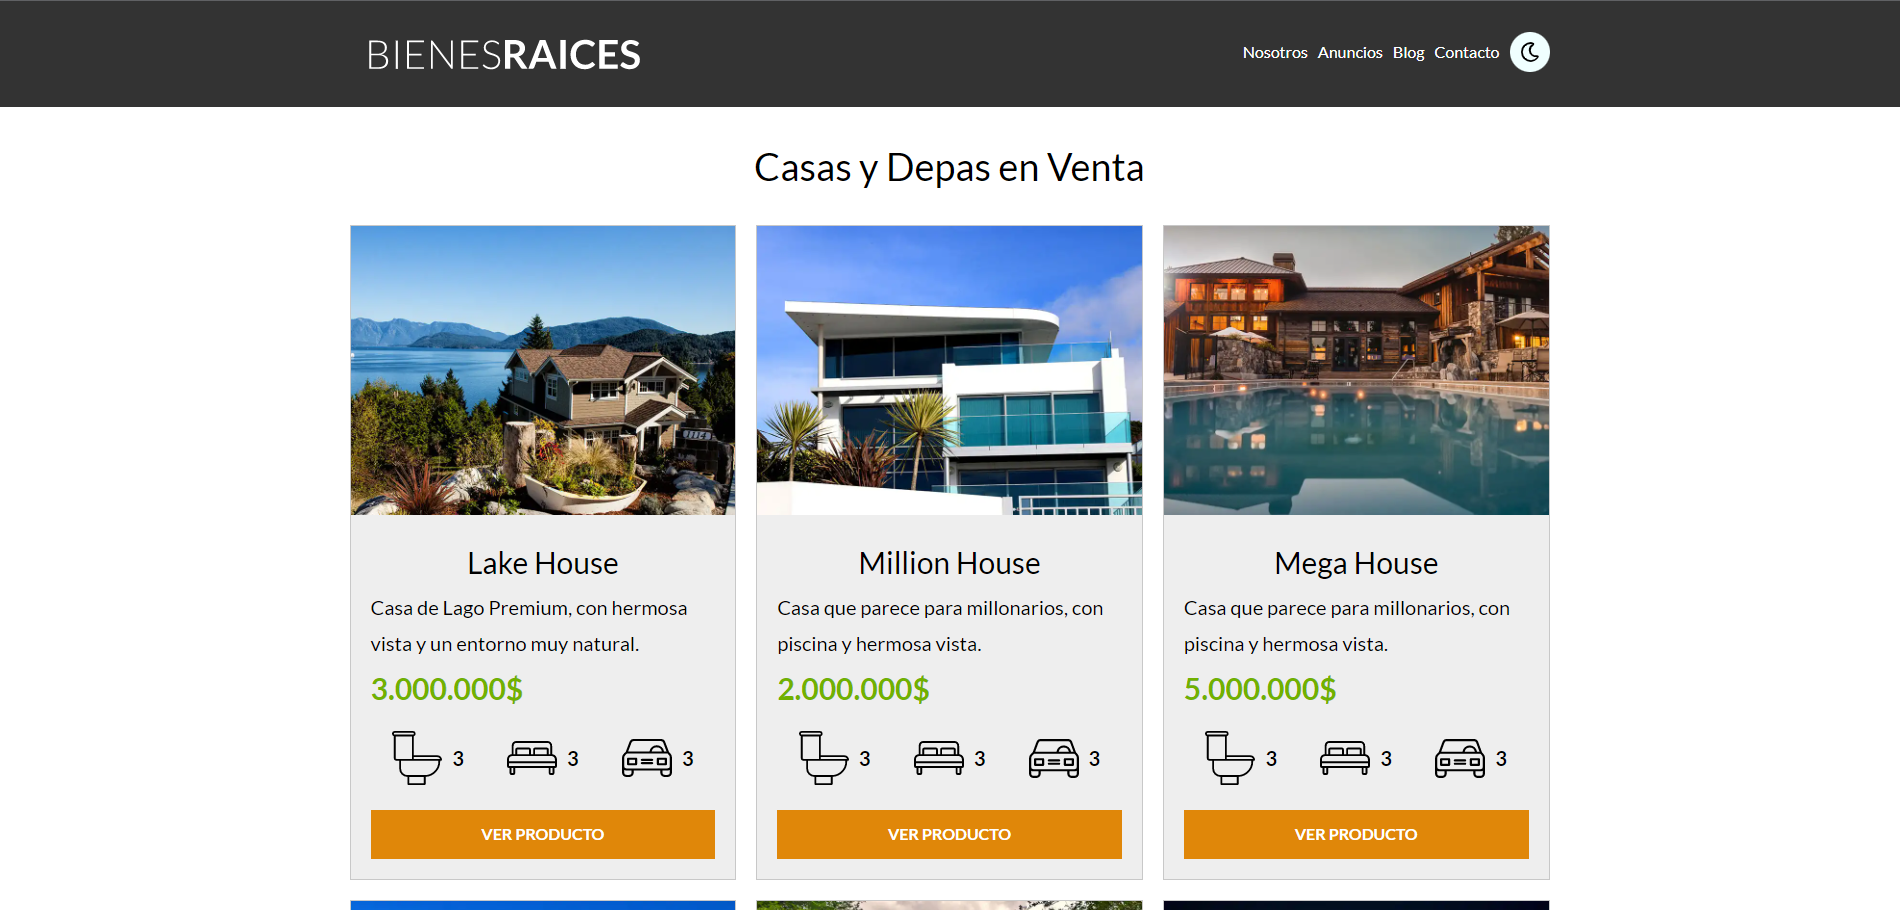 BIENESRAICES
Nosotros Anuncios Blog Contacto
Casas y Depas en Venta
Lake House
Casa de Lago Premium, con hermosa
vista y un entorno muy natural.
3.000.000$
3 3 3
VER PRODUCTO
Million House
Casa que parece para millonarios, con
piscina y hermosa vista.
2.000.000$
3 3 3
VER PRODUCTO
Mega House
Casa que parece para millonarios, con
piscina y hermosa vista.
5.000.000$
3 3 3
VER PRODUCTO